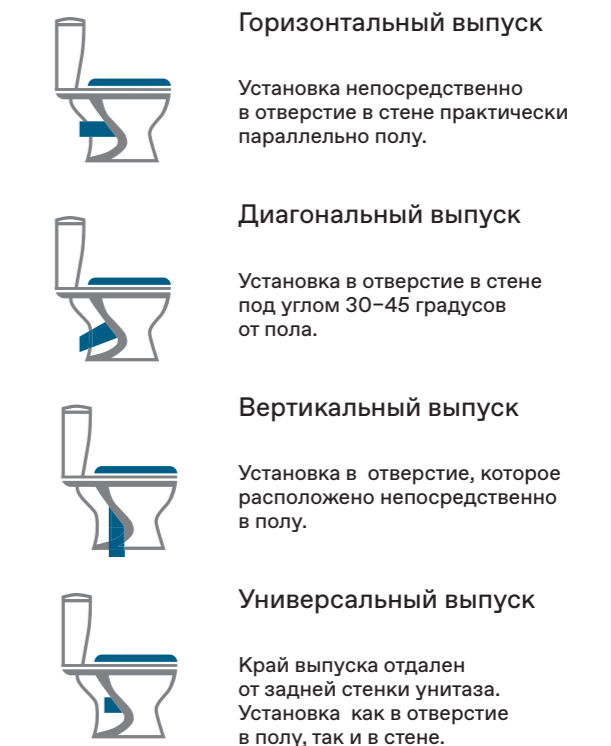 Горизонтальный выпуск
Установка непосредственно
в отверстие в стене практически
параллельно полу.
Диагональный выпуск
Установка в отверстие в стене
под углом 30–45 градусов
от пола.
Вертикальный выпуск
Установка в отверстие, которое
расположено непосредственно
в полу.
Универсальный выпуск
Край выпуска отдален
от задней стенки унитаза.
Установка как в отверстие
в полу, так и в стене.